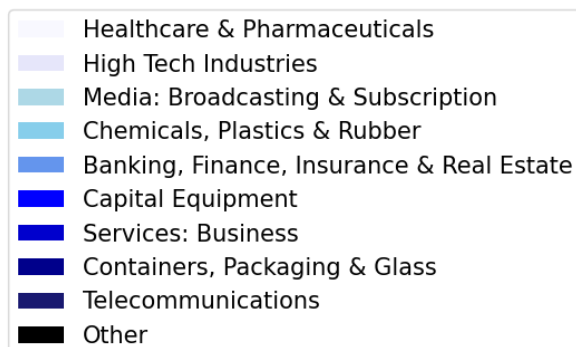 Healthcare & Pharmaceuticals
High Tech Industries
Media: Broadcasting & Subscription
Chemicals, Plastics & Rubber
Banking, Finance, Insurance & Real Estate
Capital Equipment
Services: Business
Containers, Packaging & Glass
Telecommunications
Other